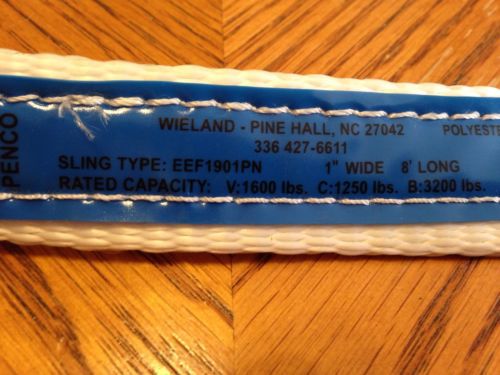 PENCO
WIELAND - PINE HALL, NC 27042 POLYESTE
336 427-6611
SLING TYPE: EEF1901PN 1" WIDE 8' LONG
RATED CAPACITY: V:1600 lbs. C:1250 lbs. B:3200 lbs.